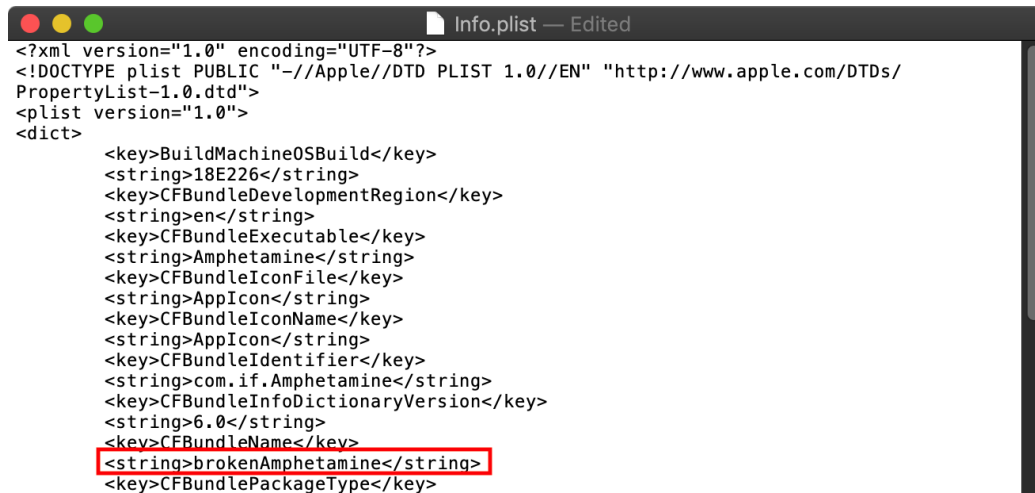 Info.plist — Edited
<?xml version="1.0" encoding="UTF-8"?>
<!DOCTYPE plist PUBLIC "-//Apple//DTD PLIST 1.0//EN" "http://www.apple.com/DTDs/
PropertyList-1.0.dtd">
<plist version="1.0">
<dict>
<key>BuildMachineOSBuild</key>
<string>18E226</string>
<key>CFBundleDevelopmentRegion</key>
<string>en</string>
<key>CFBundleExecutable</key>
<string>Amphetamine</string>
<key>CFBundleIconFile</key>
<string>AppIcon</string>
<key>CFBundleIconName</key>
<string>AppIcon</string>
<key>CFBundleIdentifier</key>
<string>com.if.Amphetamine</string>
<key>CFBundleInfoDictionaryVersion</key>
<string>6.0</string>
<key>CFBundleName</key>
<string>brokenAmphetamine</string>
<key>CFBundlePackageType</key>